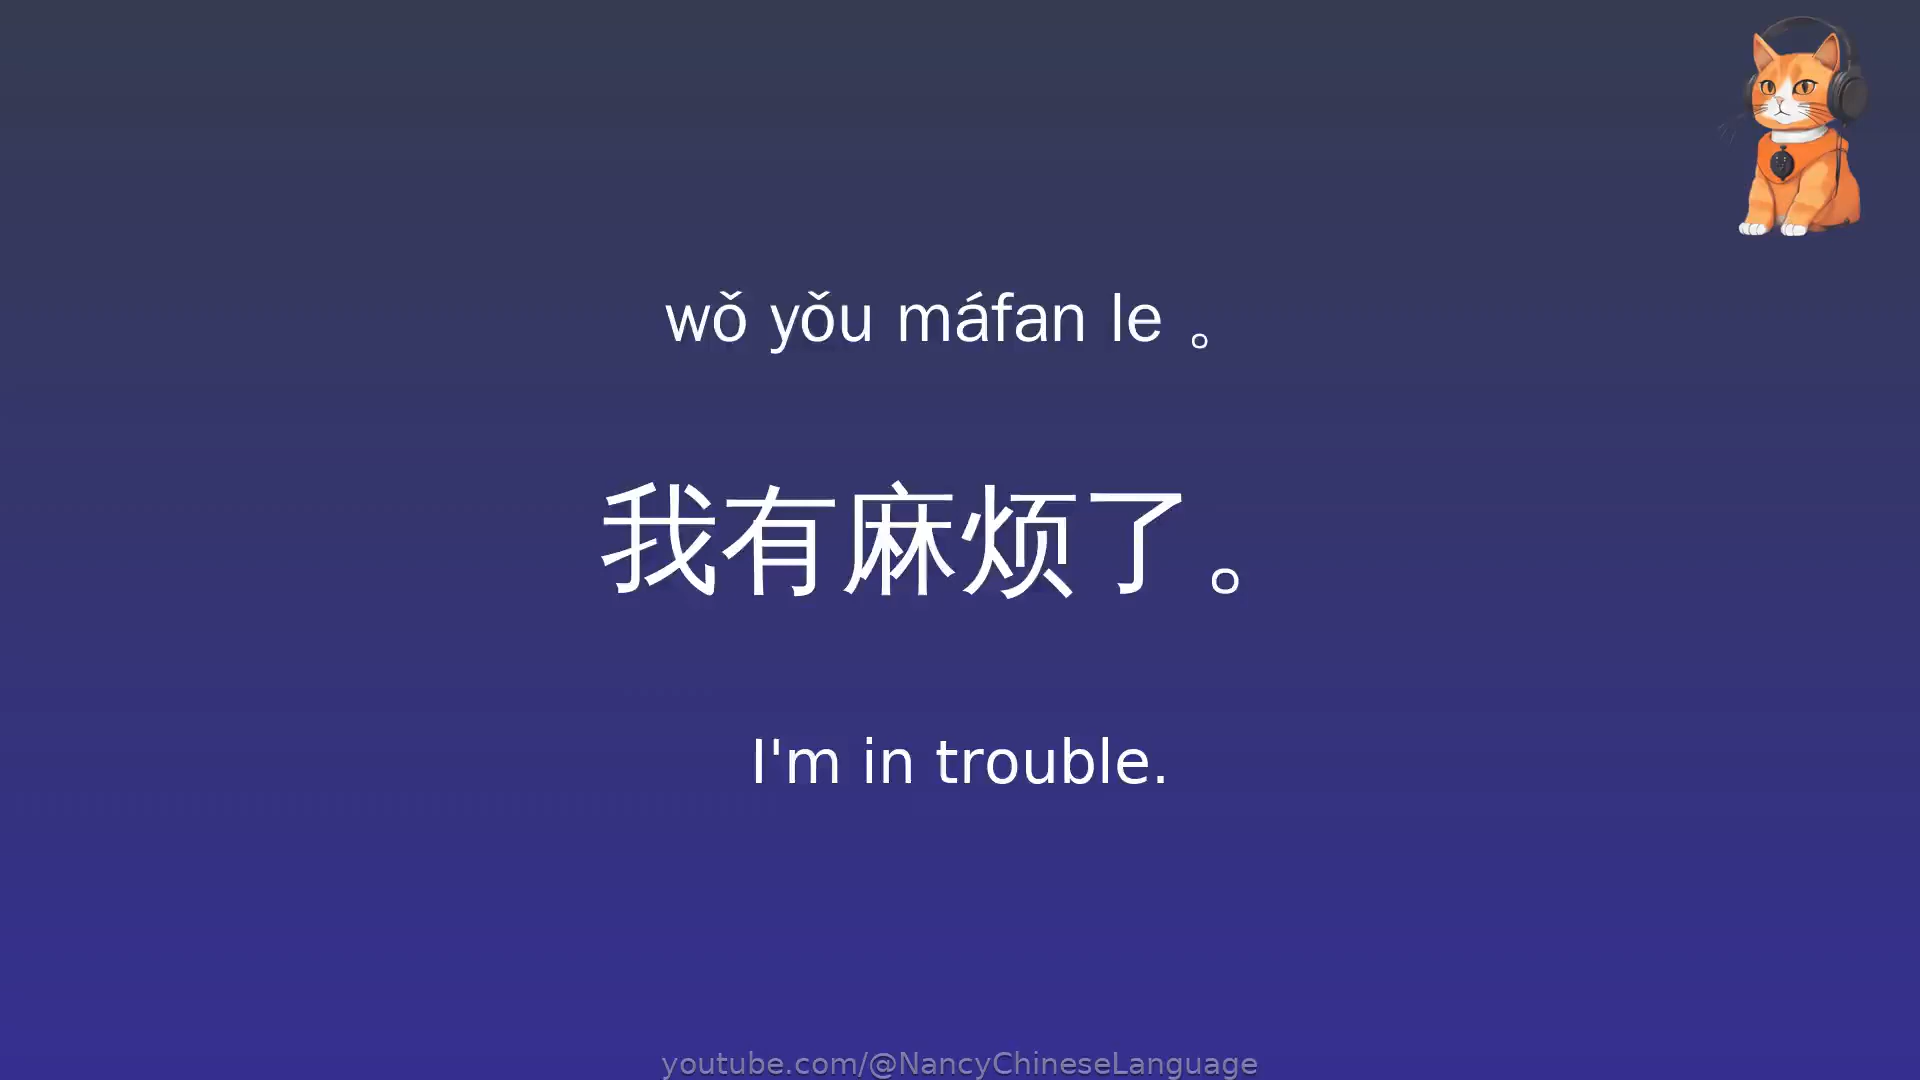 wǒ yǒu máfan le 。
我有麻烦了。
I'm in trouble.
youtube.com/@NancyChineseLanguage